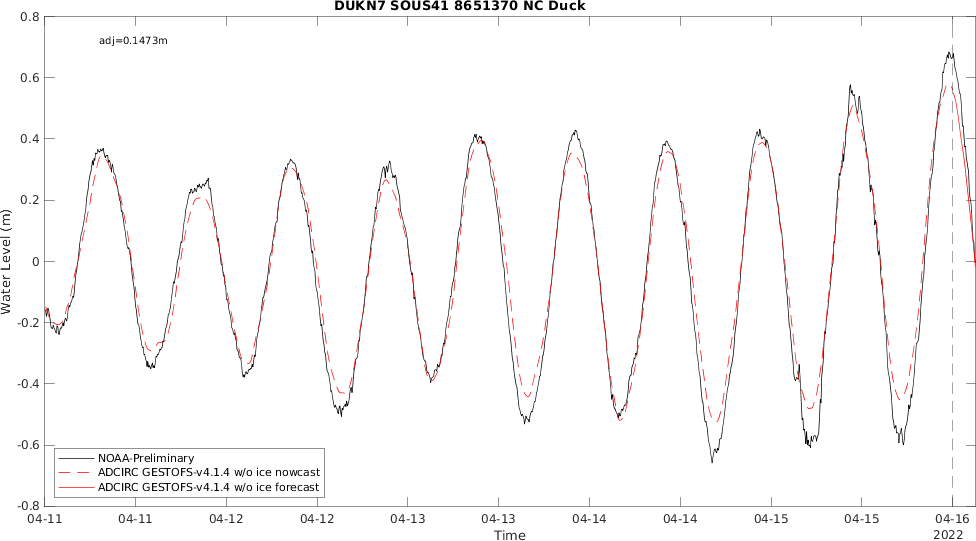 DUKN7 SOUS41 8651370 NC Duck
adj=0.1473m
0.8
0.6
0.4
0.2
0
-0.2
-0.4
-0.6
-0.8
Water Level (m)
NOAA-Preliminary
ADCIRC GESTOFS-v4.1.4 w/o ice nowcast
ADCIRC GESTOFS-v4.1.4 w/o ice forecast
04-11 04-11 04-12 04-12 04-13 04-13 04-14 04-14 04-15 04-15 04-16
Time 2022